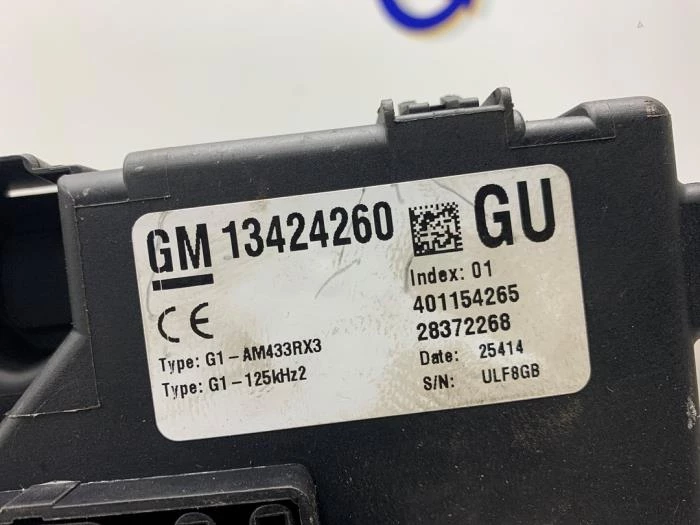 GM 13424260 GU
Index: 01
401154265
28372268
CE
Type: G1-AM433RX3
Type: G1-125kHz2
Date: 25414
S/N: ULF8GB